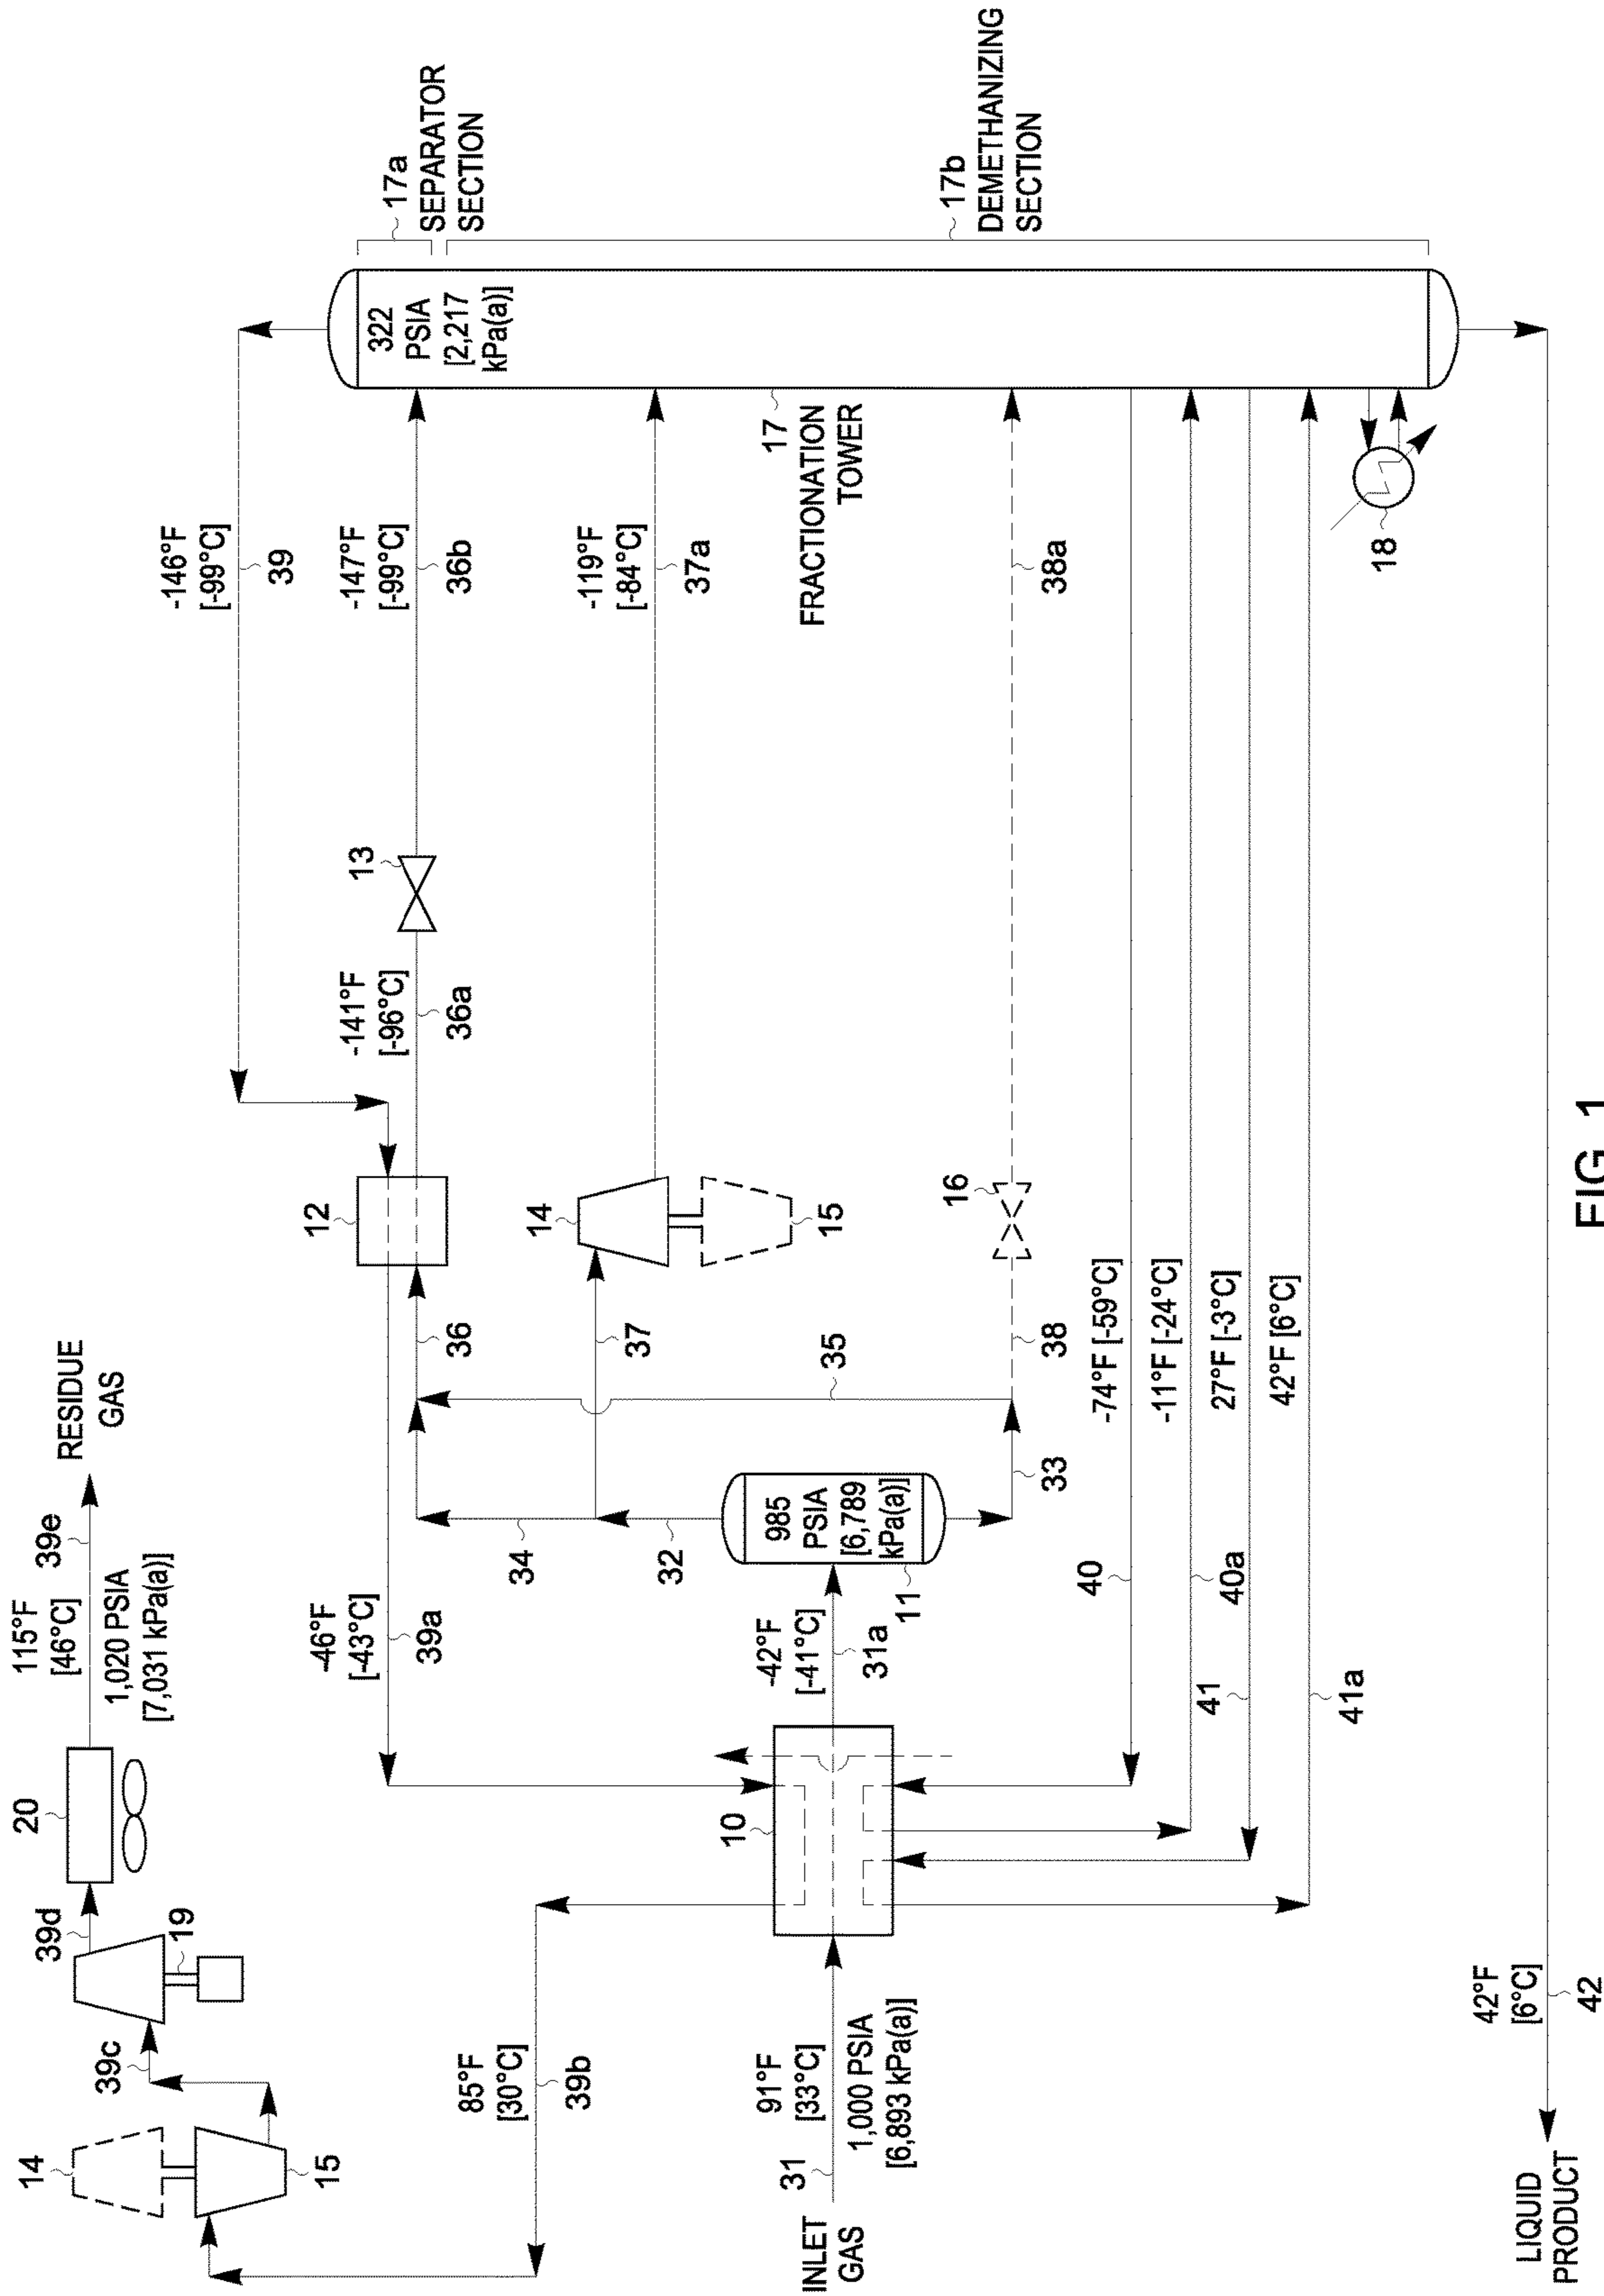 115°F
[46°C]
39e
RESIDUE
GAS
1,020 PSIA
[7,031 kPa(a)]
20
39d
19
39c
14
15
-146°F
[-99°C]
39
17a
SEPARATOR
SECTION
322
PSIA
[2,217
kPa(a)]
-147°F
[-99°C]
36b
13
-141°F
[-96°C]
36a
12
36
-46°F
[-43°C]
39a
34
85°F
[30°C]
39b
-119°F
[-84°C]
37a
14
15
37
35
32
17
FRACTIONATION
TOWER
17b
DEMETHANIZING
SECTION
985
PSIA
[6,789
kPa(a)]
11
33
-42°F
[-41°C]
31a
10
91°F
[33°C]
31
1,000 PSIA
[6,893 kPa(a)]
INLET
GAS
38a
16
38
-74°F [-59°C]
40
-11°F [-24°C]
40a
27°F [-3°C]
41
42°F [6°C]
41a
18
42°F
[6°C]
42
LIQUID
PRODUCT
FIG. 1